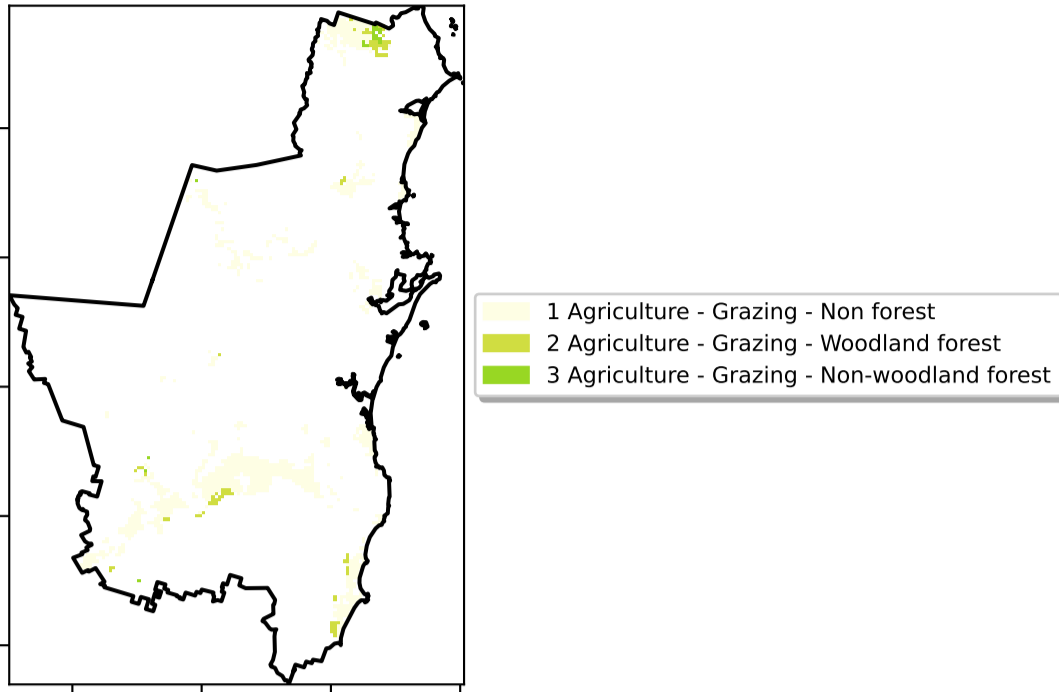 1 Agriculture - Grazing - Non forest
2 Agriculture - Grazing - Woodland forest
3 Agriculture - Grazing - Non-woodland forest